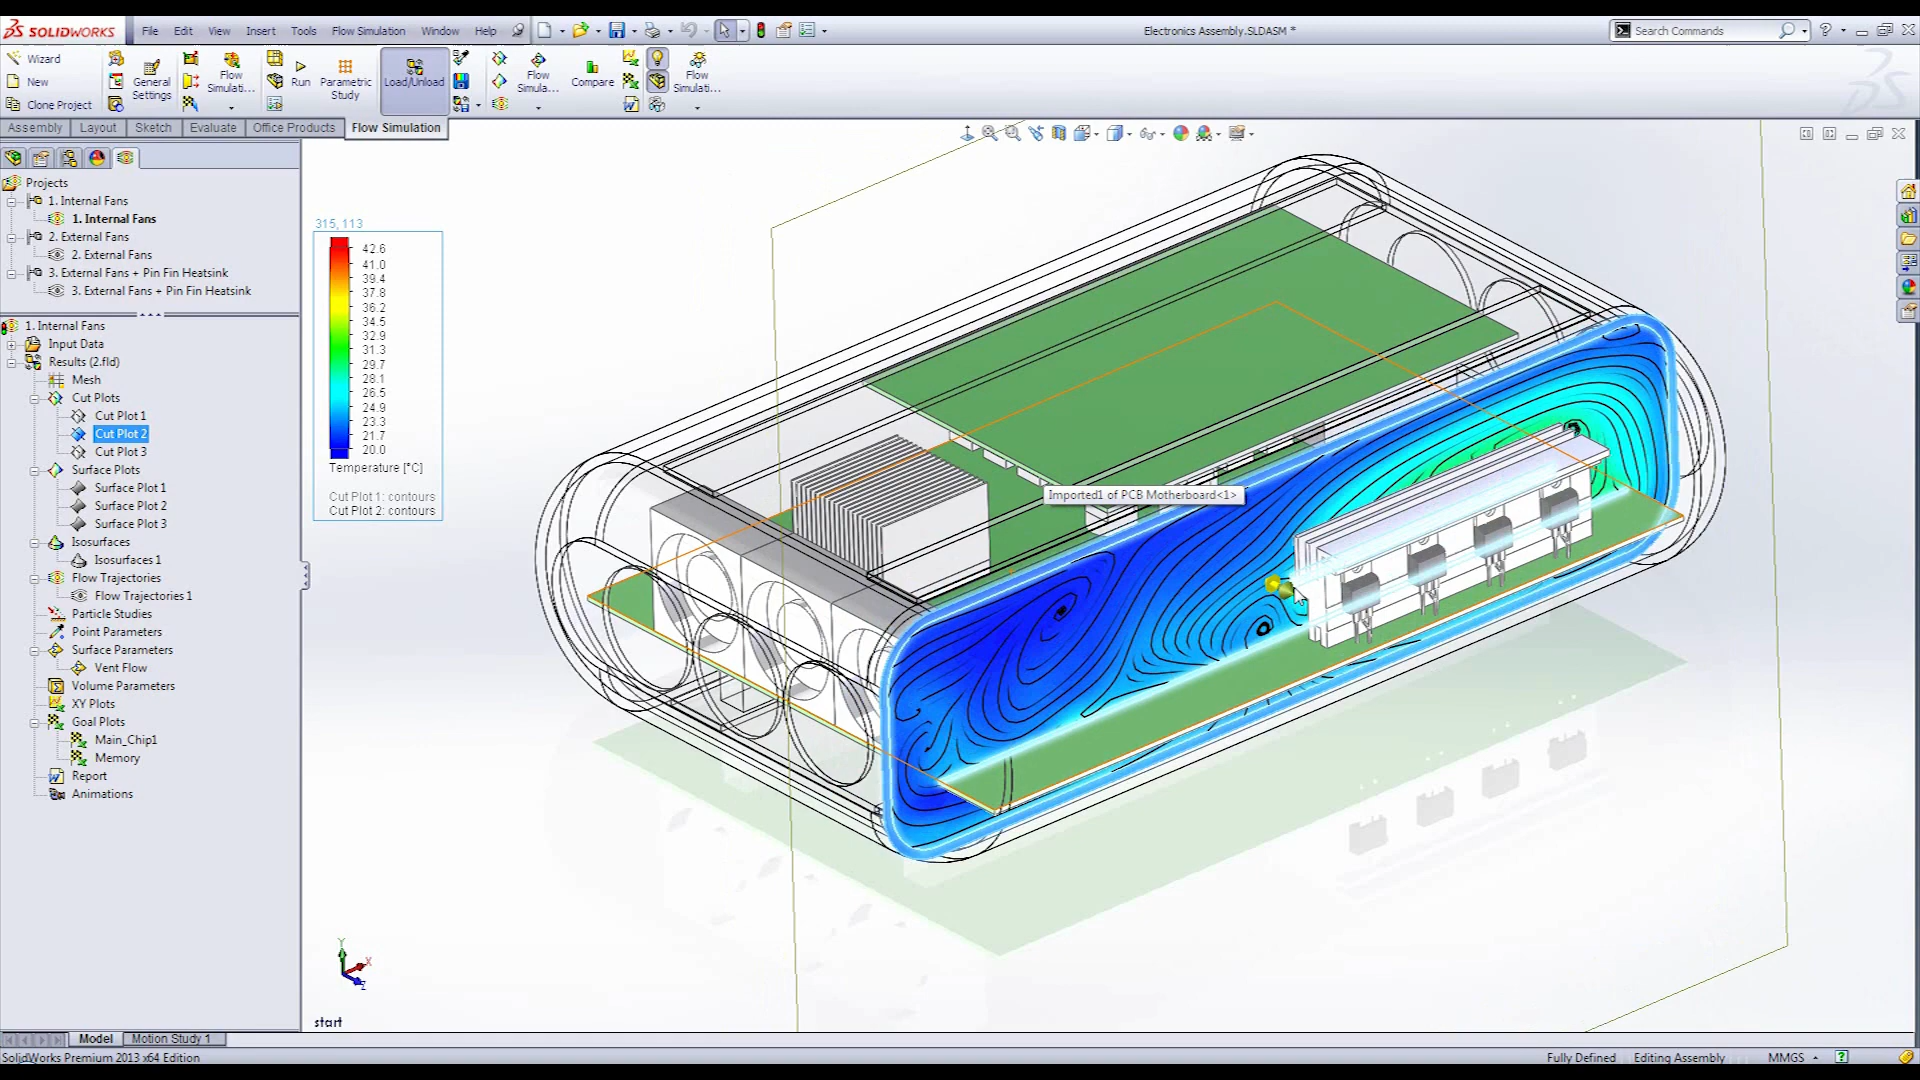 SOLIDWORKS File Edit View Insert Tools Flow Simulation Window Help Electronics Assembly.SLDASM * Search Commands ?
Wizard
New
Clone Project
General Settings
Flow Simulati...
Run
Parametric Study
Load/Unload
Flow Simula...
Compare
Flow Simulati...
Assembly Layout Sketch Evaluate Office Products Flow Simulation
Projects
1. Internal Fans
1. Internal Fans
2. External Fans
2. External Fans
3. External Fans + Pin Fin Heatsink
3. External Fans + Pin Fin Heatsink
1. Internal Fans
Input Data
Results (2.fld)
Mesh
Cut Plots
Cut Plot 1
Cut Plot 2
Cut Plot 3
Surface Plots
Surface Plot 1
Surface Plot 2
Surface Plot 3
Isosurfaces
Isosurfaces 1
Flow Trajectories
Flow Trajectories 1
Particle Studies
Point Parameters
Surface Parameters
Vent Flow
Volume Parameters
XY Plots
Goal Plots
Main_Chip1
Memory
Report
Animations
315, 113
42.6
41.0
39.4
37.8
36.2
34.5
32.9
31.3
29.7
28.1
26.5
24.9
23.3
21.7
20.0
Temperature [°C]
Cut Plot 1: contours
Cut Plot 2: contours
Imported1 of PCB Motherboard<1>
Y
X
Z
start
Model Motion Study 1
SolidWorks Premium 2013 x64 Edition Fully Defined Editing Assembly MMGS ?